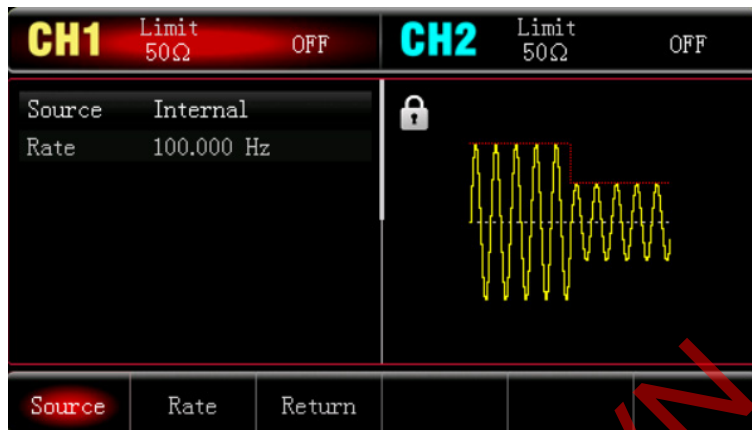 CH1 Limit 50Ω OFF
CH2 Limit 50Ω OFF
Source Internal
Rate 100.000 Hz
Source Rate Return